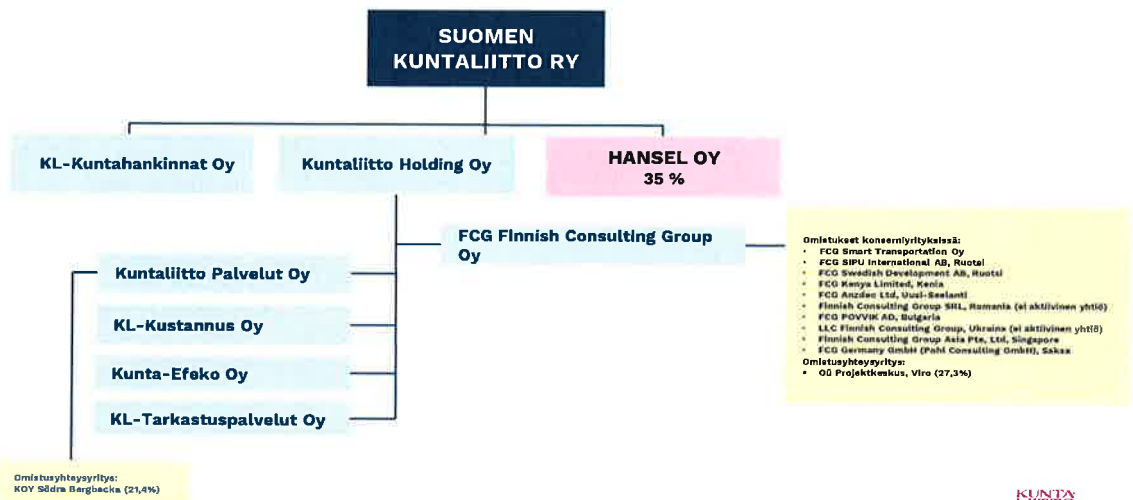 SUOMEN
KUNTALIITTO RY
KL-Kuntahankinnat Oy
Kuntaliitto Holding Oy
HANSEL OY
35 %
FCG Finnish Consulting Group
Oy
Kuntaliitto Palvelut Oy
KL-Kustannus Oy
Kunta-Efeko Oy
KL-Tarkastuspalvelut Oy
Omistukset konserniyrityksissä:
• FCG Smart Transportation Oy
• FCG SIPU International AB, Ruotsi
• FCG Swedish Development AB, Ruotsi
• FCG Kenya Limited, Kenia
• FCG Anzdec Ltd, Uusi-Seelanti
• Finnish Consulting Group SRL, Romania (ei aktiivinen yhtiö)
• FCG POVVIK AD, Bulgaria
• LLC Finnish Consulting Group, Ukraina (ei aktiivinen yhtiö)
• Finnish Consulting Group Asia Pte, Ltd, Singapore
• FCG Germany GmbH (Pohl Consulting GmbH), Saksa
Omistusyhteysyritys:
• OÜ Projektkeskus, Viro (27,3%)
Omistusyhteysyritys:
KOY Södra Bergbacka (21,4%)
KUNTA